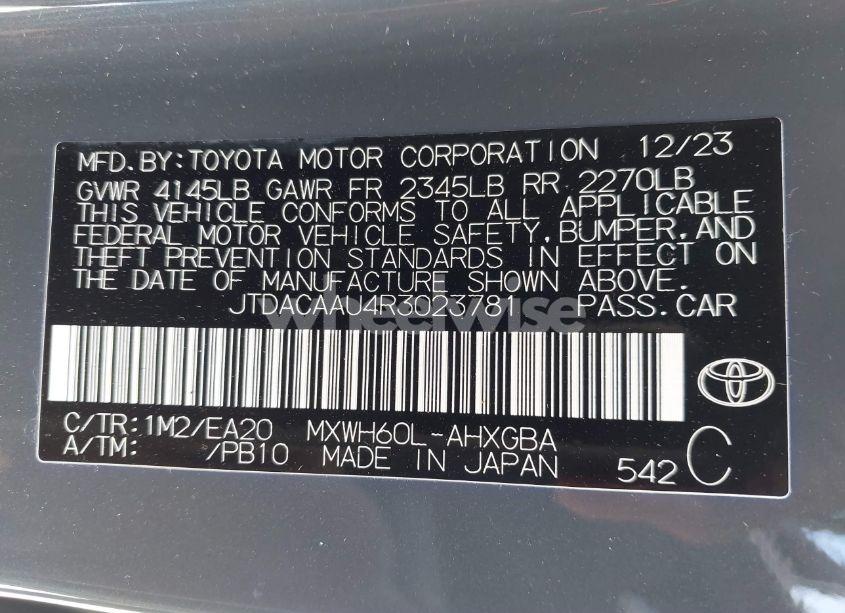 MFD.BY:TOYOTA MOTOR CORPORATION 12/23
GVWR 4145LB GAWR FR 2345LB RR 2270LB
THIS VEHICLE CONFORMS TO ALL APPLICABLE
FEDERAL MOTOR VEHICLE SAFETY,BUMPER,AND
THEFT PREVENTION STANDARDS IN EFFECT ON
THE DATE OF MANUFACTURE SHOWN ABOVE.
JTDACAAU4R3023781 PASS.CAR
wheelwise
C/TR:1M2/EA20 MXWH60L-AHXGBA
A/TM: /PB10 MADE IN JAPAN 542 C